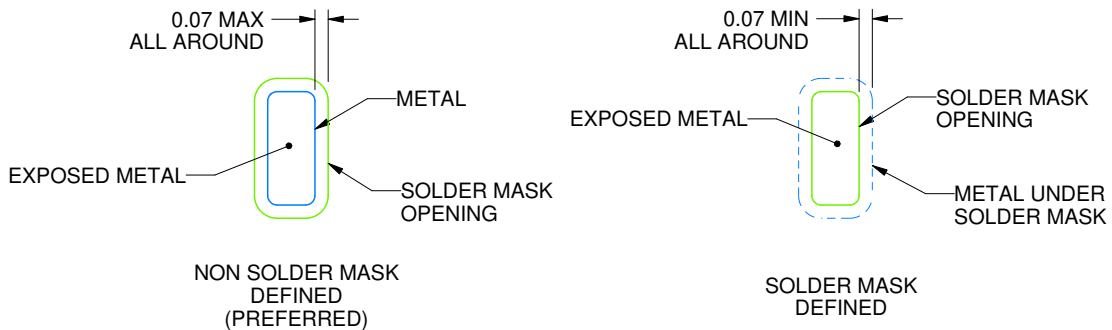 0.07 MAX
ALL AROUND
METAL
EXPOSED METAL
SOLDER MASK
OPENING
NON SOLDER MASK
DEFINED
(PREFERRED)
0.07 MIN
ALL AROUND
EXPOSED METAL
SOLDER MASK
OPENING
METAL UNDER
SOLDER MASK
SOLDER MASK
DEFINED